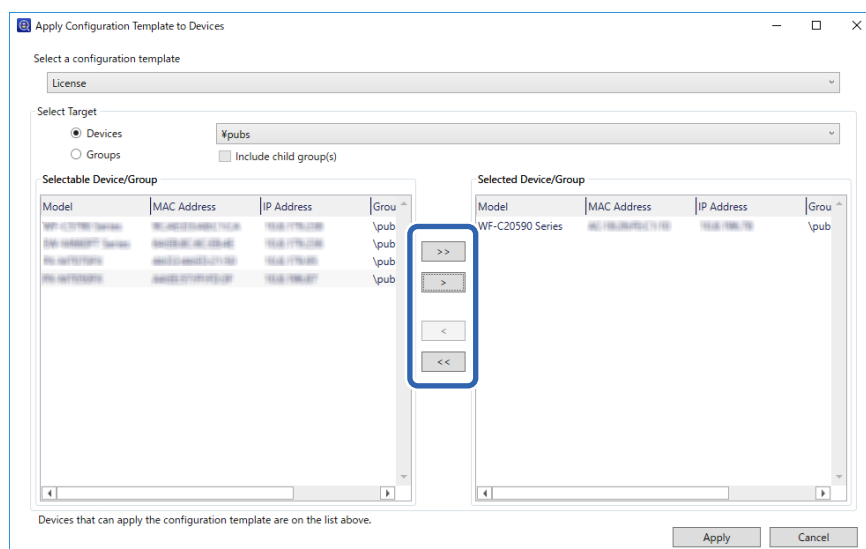 Apply Configuration Template to Devices
Select a configuration template
License
Select Target
Devices
¥pubs
Groups
Include child group(s)
Selectable Device/Group
Selected Device/Group
Model MAC Address IP Address Grou
Model MAC Address IP Address Grou
\pub
WF-C20590 Series \pub
\pub
\pub
\pub
>>
>
<
<<
Devices that can apply the configuration template are on the list above.
Apply
Cancel